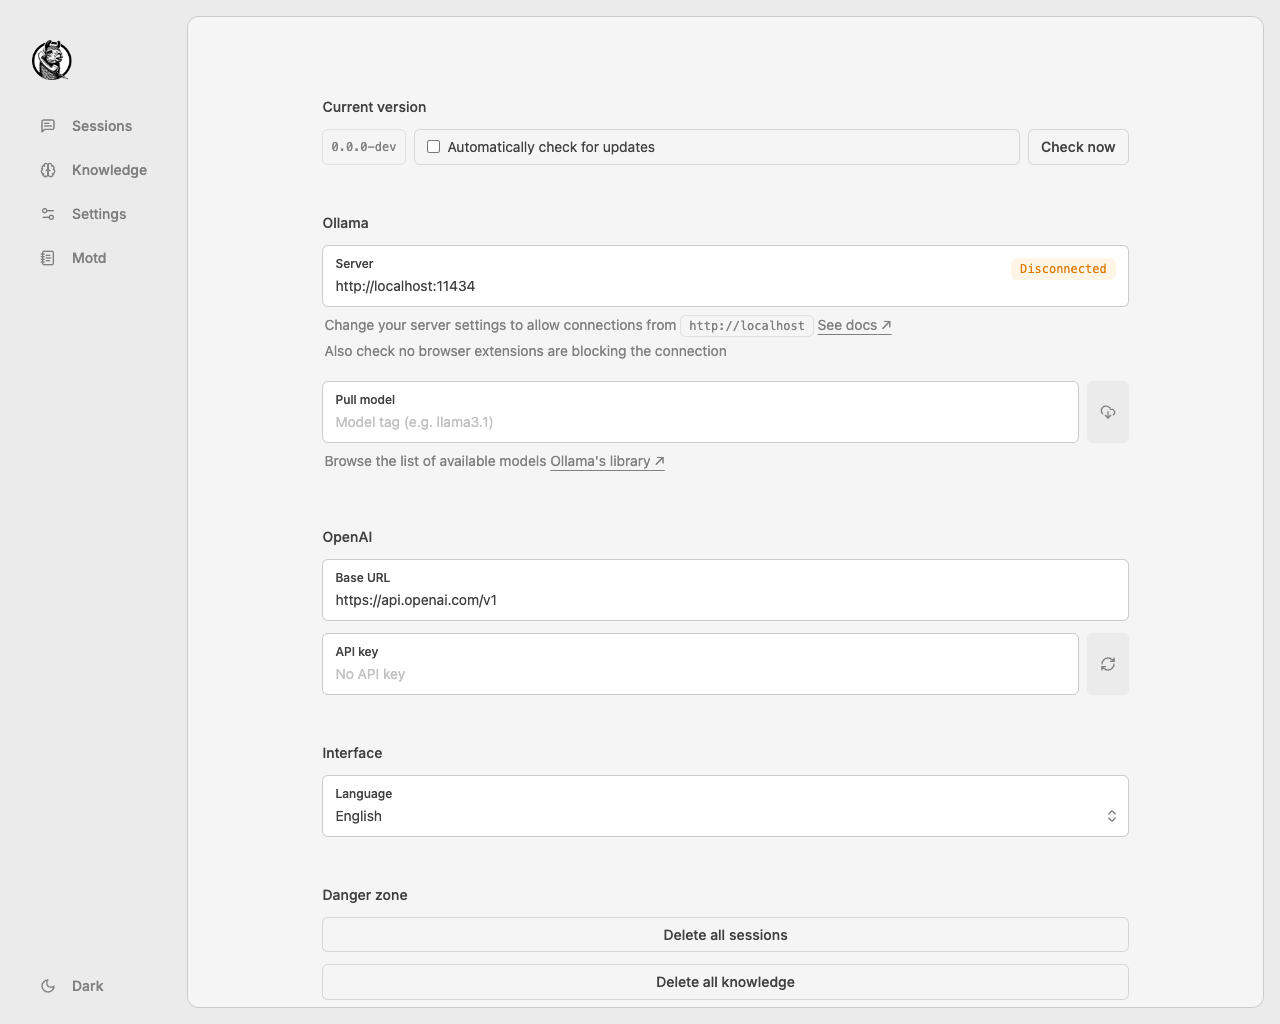 Sessions
Knowledge
Settings
Motd
Dark
Current version
0.0.0-dev
Automatically check for updates
Check now
Ollama
Server
http://localhost:11434
Disconnected
Change your server settings to allow connections from http://localhost See docs ↗
Also check no browser extensions are blocking the connection
Pull model
Model tag (e.g. llama3.1)
Browse the list of available models Ollama's library ↗
OpenAI
Base URL
https://api.openai.com/v1
API key
No API key
Interface
Language
English
Danger zone
Delete all sessions
Delete all knowledge